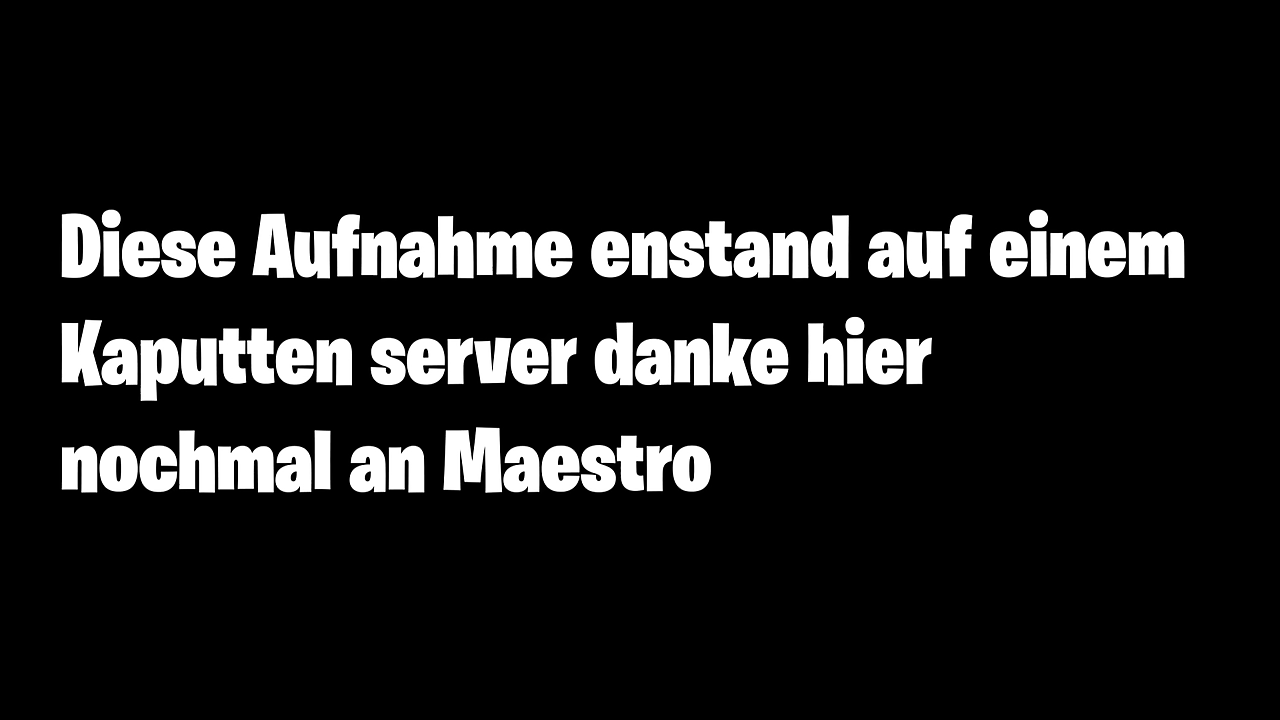 Diese Aufnahme enstand auf einem
Kaputten server danke hier
nochmal an Maestro